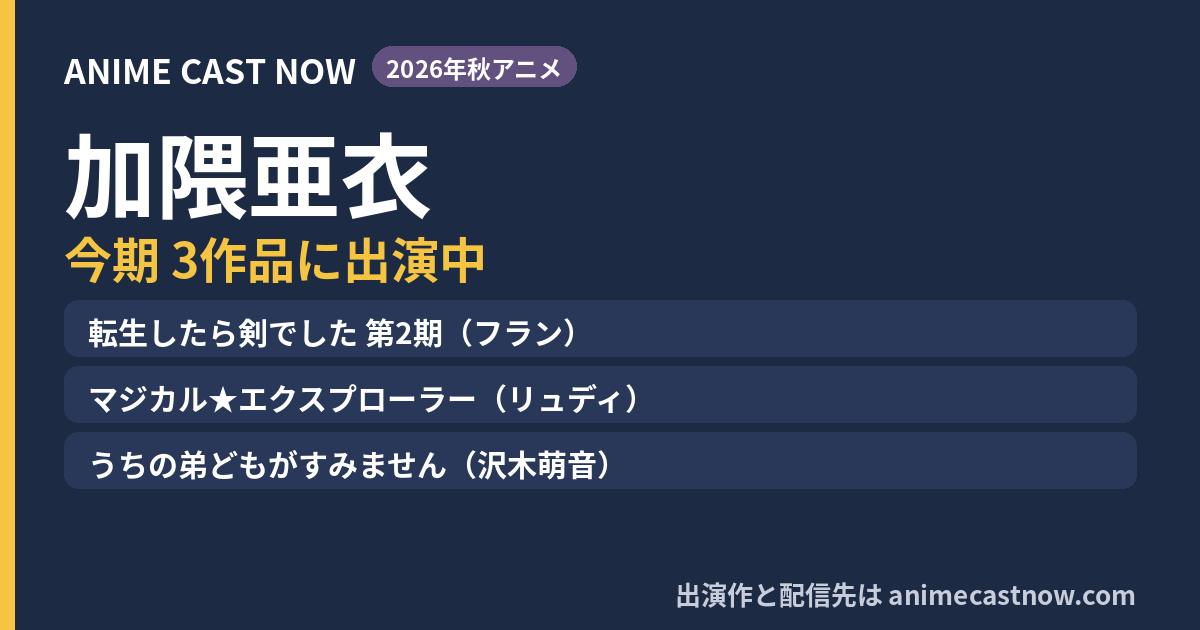 ANIME CAST NOW 2026年秋アニメ
加隈亜衣
今期 3作品に出演中
転生したら剣でした 第2期（フラン）
マジカル★エクスプローラー（リュディ）
うちの弟どもがすみません（沢木萌音）
出演作と配信先は animecastnow.com